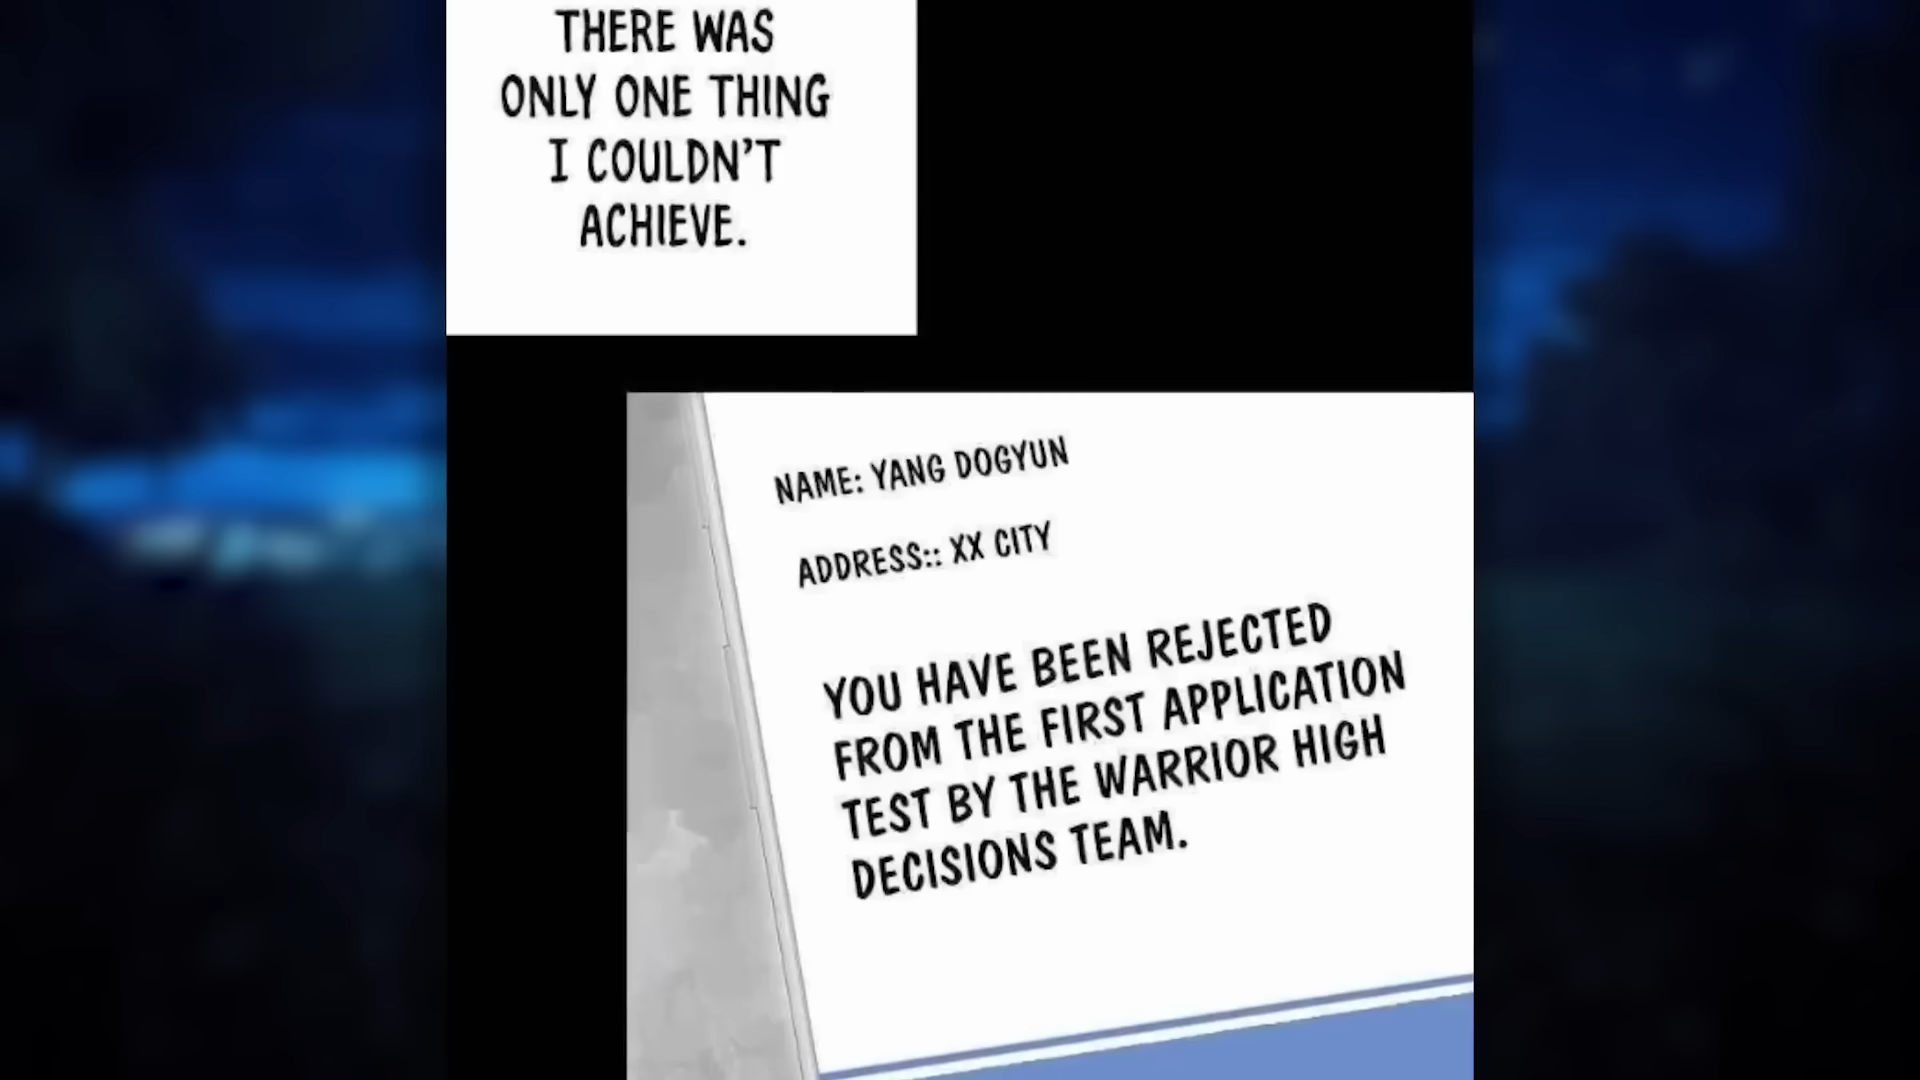 THERE WAS
ONLY ONE THING
I COULDN'T
ACHIEVE.
NAME: YANG DOGYUN
ADDRESS:: XX CITY
YOU HAVE BEEN REJECTED
FROM THE FIRST APPLICATION
TEST BY THE WARRIOR HIGH
DECISIONS TEAM.